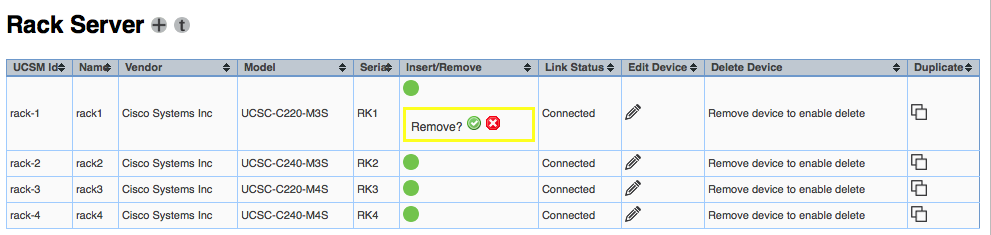 Rack Server + t
UCSM Id Name Vendor Model Serial Insert/Remove Link Status Edit Device Delete Device Duplicate
rack-1 rack1 Cisco Systems Inc UCSC-C220-M3S RK1 Remove? Connected Remove device to enable delete
rack-2 rack2 Cisco Systems Inc UCSC-C240-M3S RK2 Connected Remove device to enable delete
rack-3 rack3 Cisco Systems Inc UCSC-C220-M4S RK3 Connected Remove device to enable delete
rack-4 rack4 Cisco Systems Inc UCSC-C240-M4S RK4 Connected Remove device to enable delete